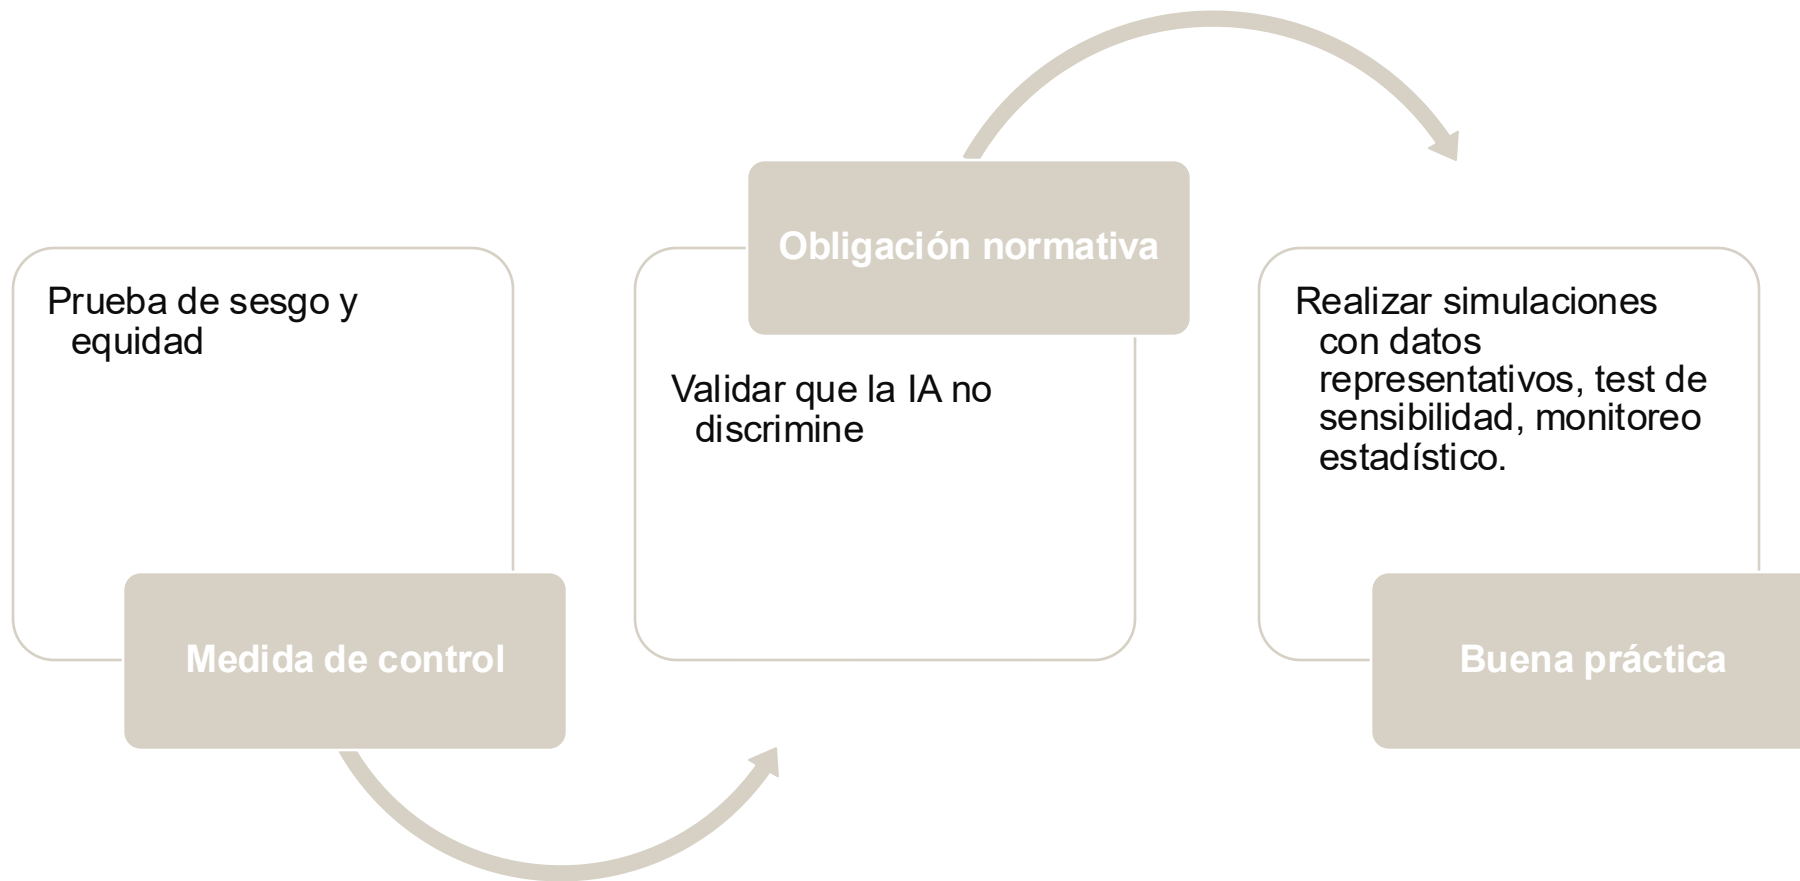 Prueba de sesgo y
equidad
Medida de control
Obligación normativa
Validar que la IA no
discrimine
Realizar simulaciones
con datos
representativos, test de
sensibilidad, monitoreo
estadístico.
Buena práctica